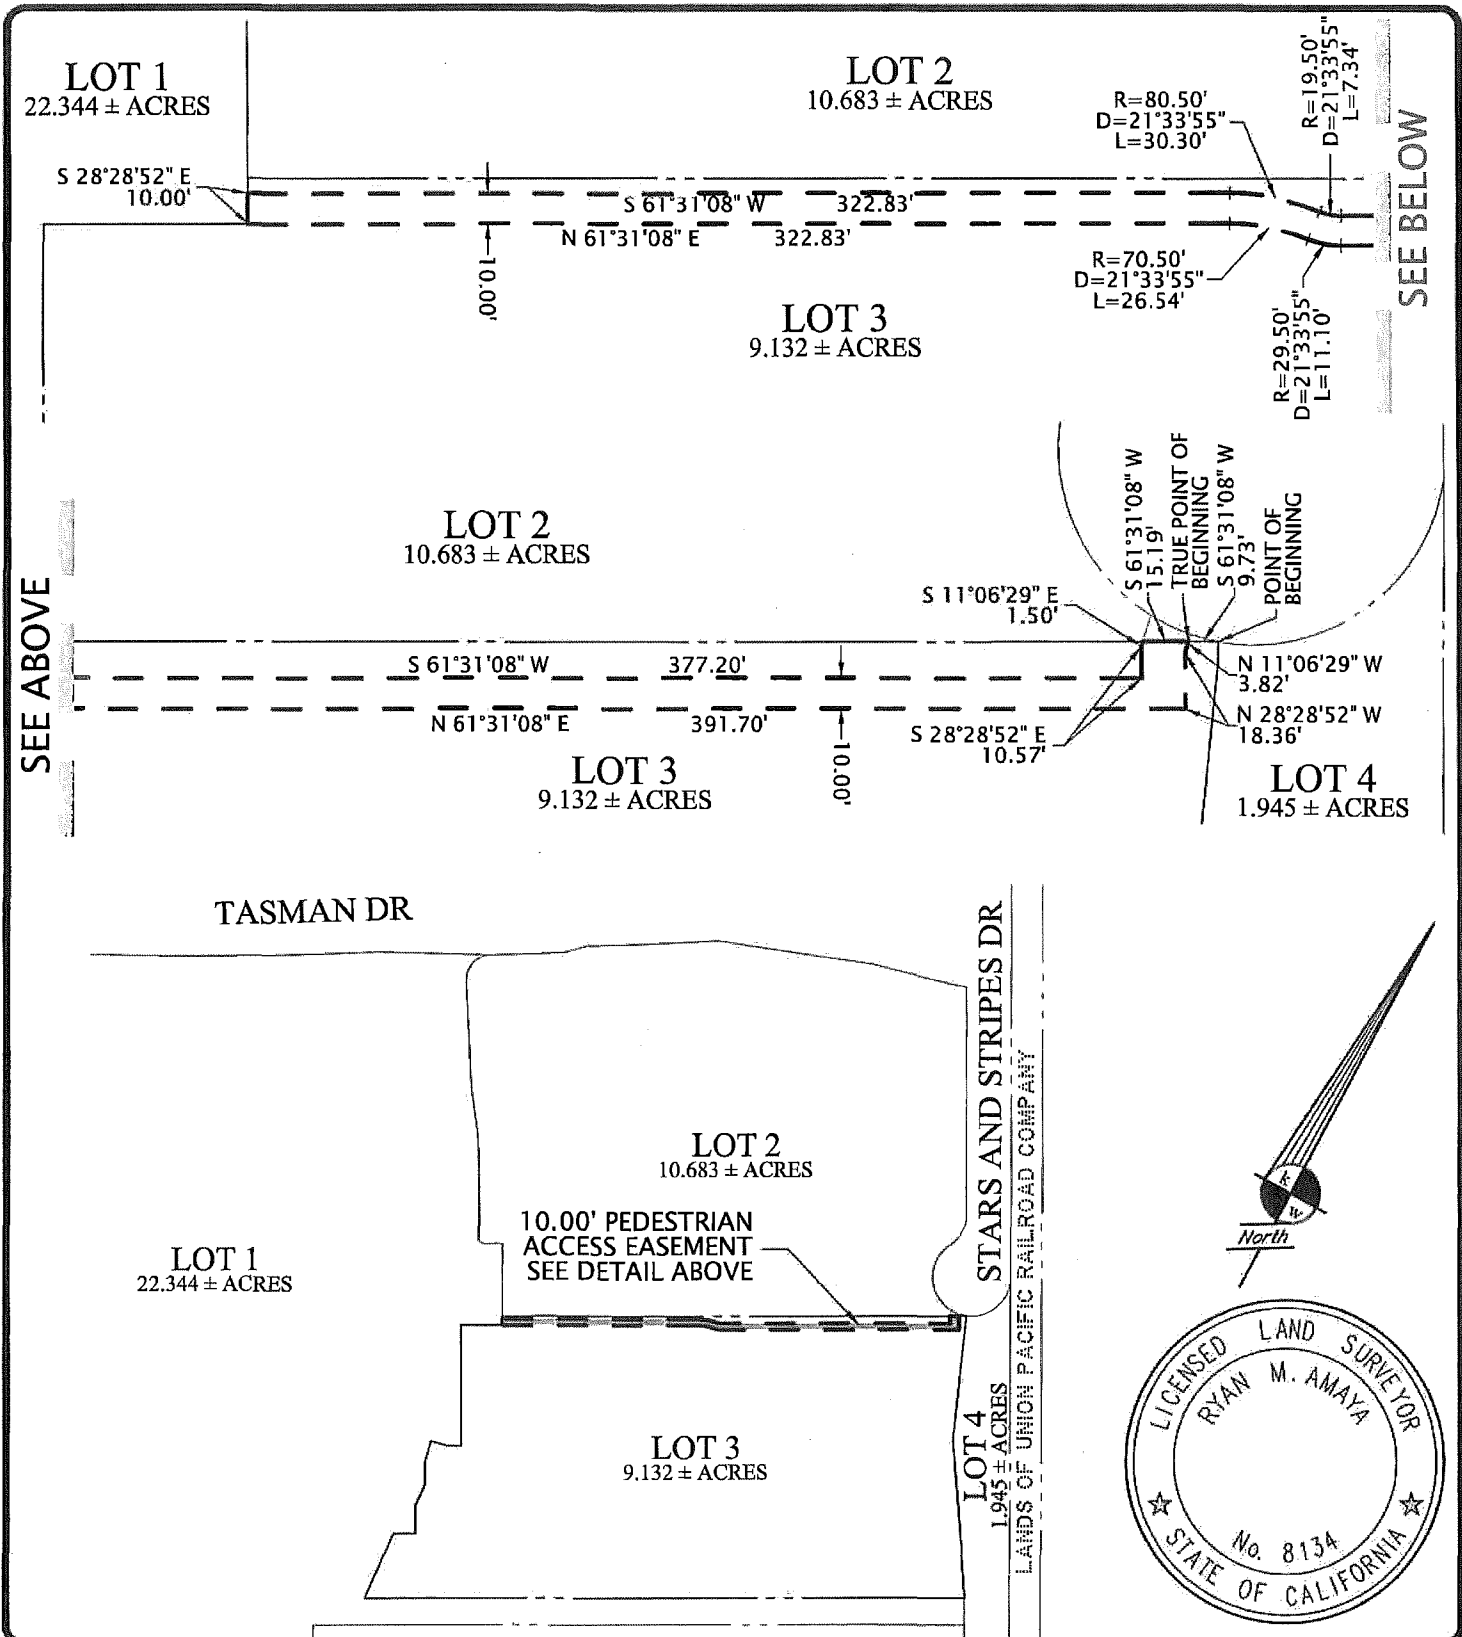 LOT 1
22.344 ± ACRES
LOT 2
10.683 ± ACRES
R=80.50'
D=21°33'55"
L=30.30'
R=19.50'
D=21°33'55"
L=7.34'
SEE BELOW
S 28°28'52" E
10.00'
S 61°31'08" W 322.83'
N 61°31'08" E 322.83'
10.00'
R=70.50'
D=21°33'55"
L=26.54'
R=29.50'
D=21°33'55"
L=11.10'
LOT 3
9.132 ± ACRES
SEE ABOVE
LOT 2
10.683 ± ACRES
S 11°06'29" E
1.50'
S 61°31'08" W
15.19'
TRUE POINT OF
BEGINNING
S 61°31'08" W
9.73'
POINT OF
BEGINNING
S 61°31'08" W 377.20'
N 61°31'08" E 391.70'
10.00'
S 28°28'52" E
10.57'
N 11°06'29" W
3.82'
N 28°28'52" W
18.36'
LOT 3
9.132 ± ACRES
LOT 4
1.945 ± ACRES
TASMAN DR
STARS AND STRIPES DR
LANDS OF UNION PACIFIC RAILROAD COMPANY
LOT 2
10.683 ± ACRES
10.00' PEDESTRIAN
ACCESS EASEMENT
SEE DETAIL ABOVE
LOT 1
22.344 ± ACRES
LOT 3
9.132 ± ACRES
LOT 4
1.945 ± ACRES
k
w
North
LICENSED LAND SURVEYOR
RYAN M. AMAYA
No. 8134
STATE OF CALIFORNIA